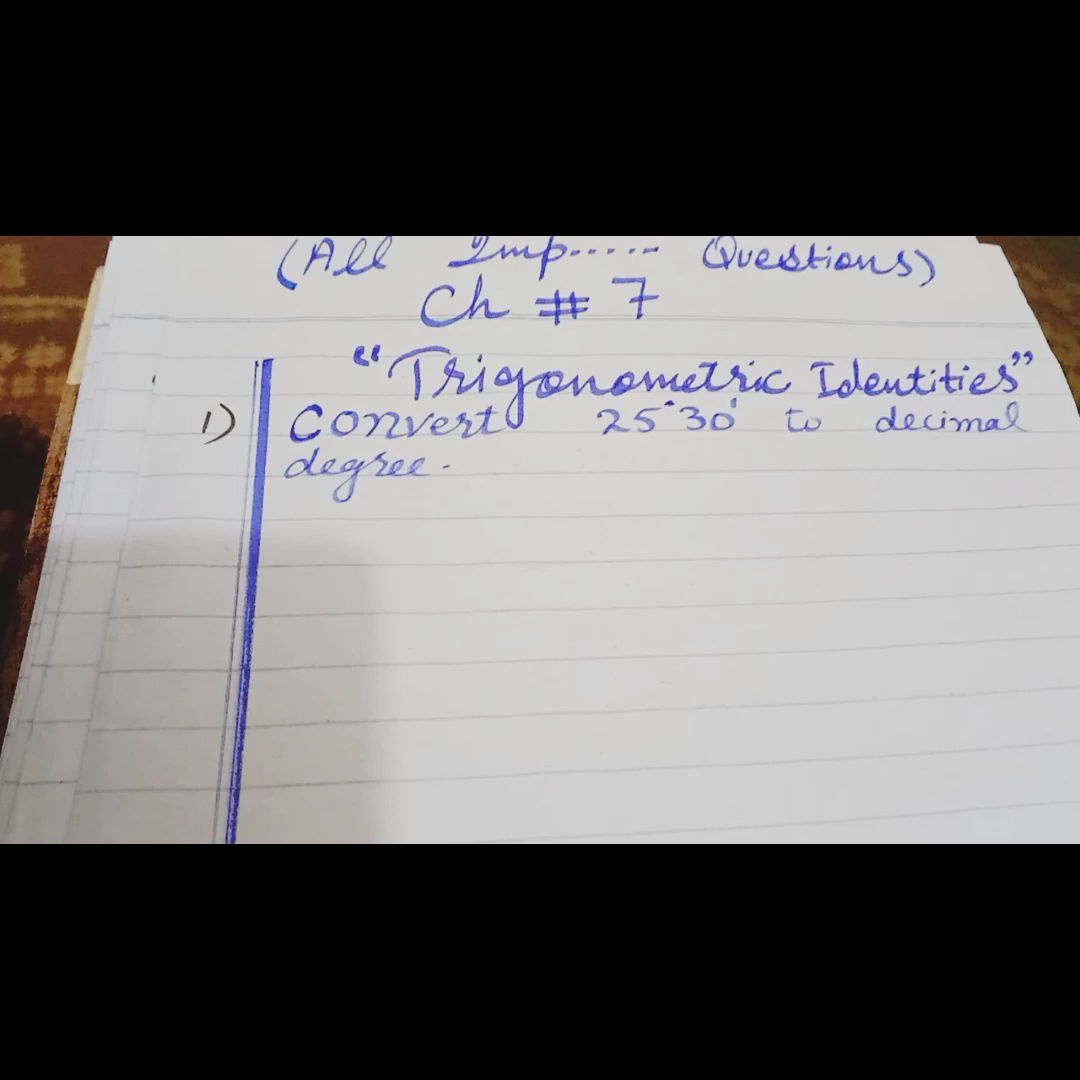 (All Imp...... Questions)
Ch # 7
“Trigonometric Identities”
1) Convert 25°30' to decimal
degree.